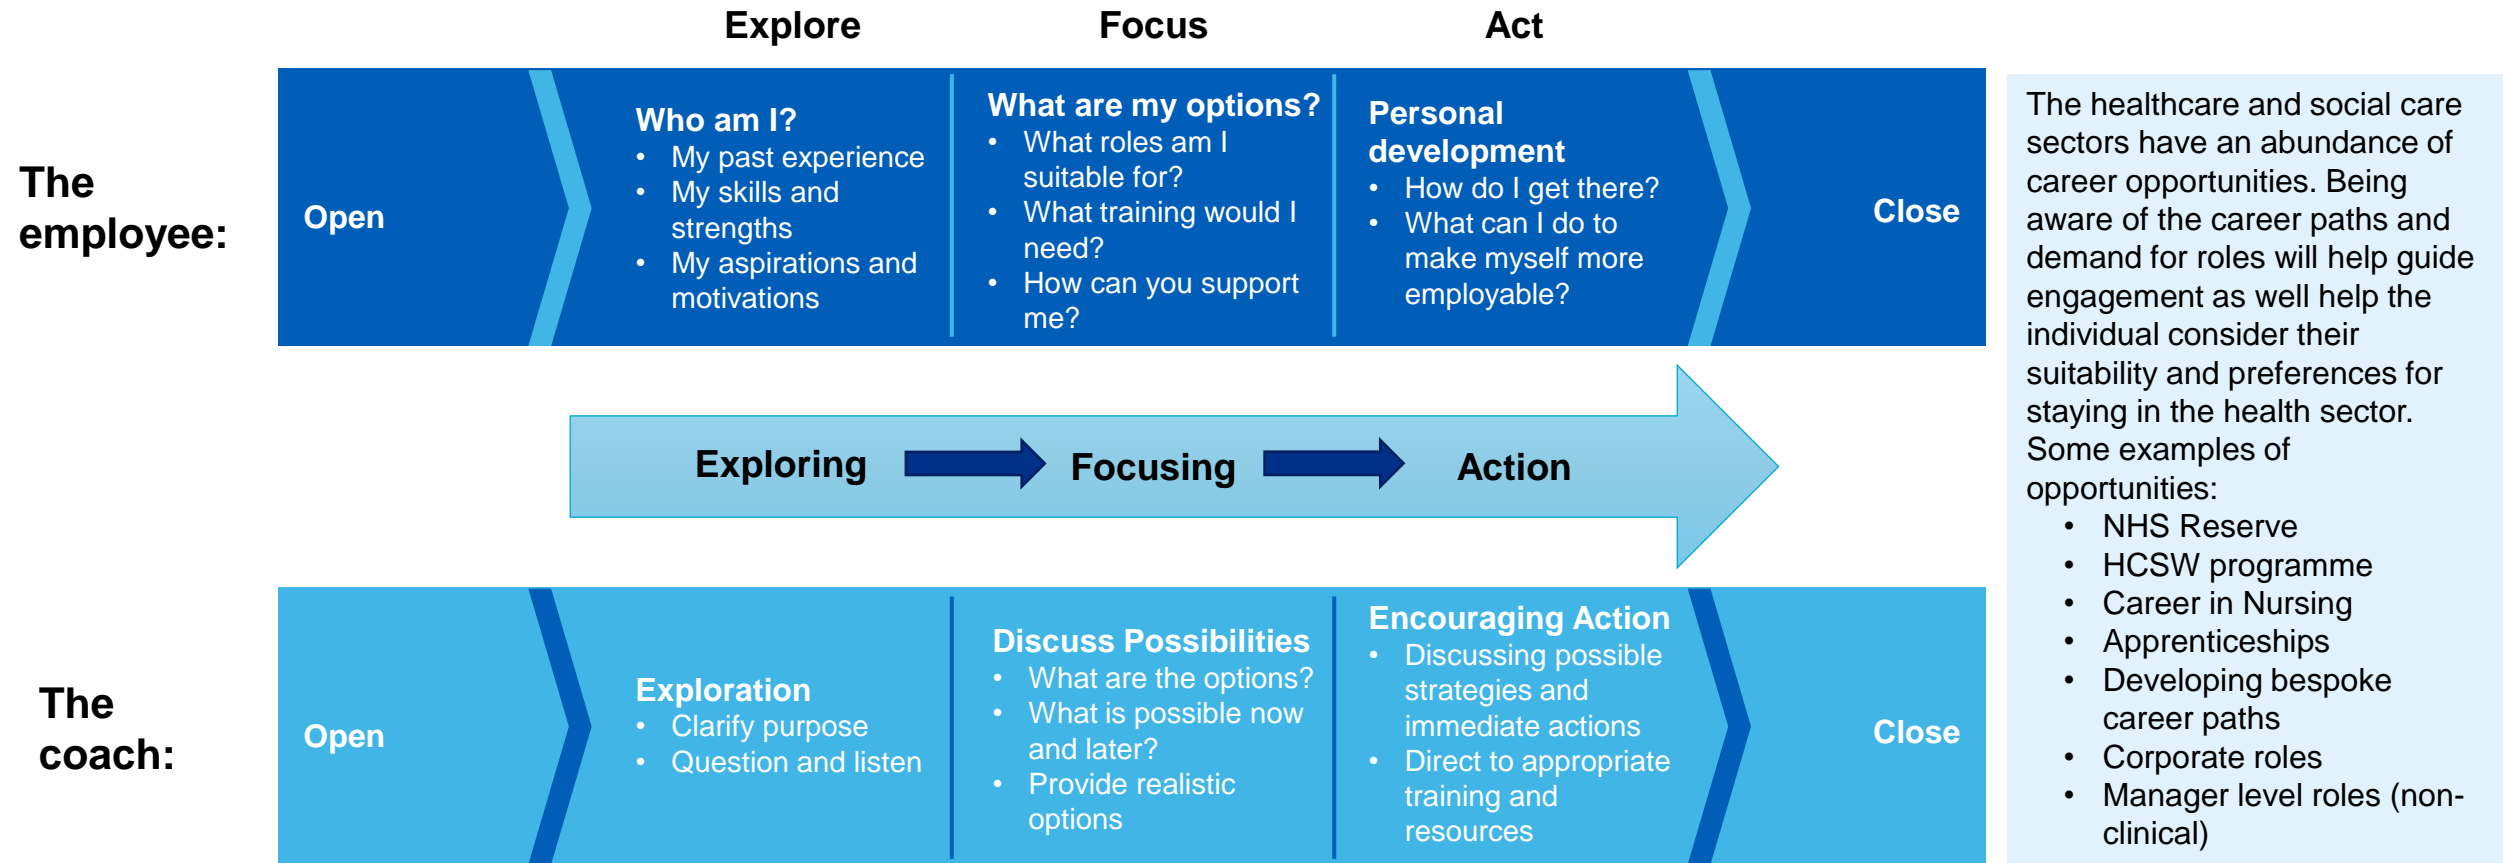 Explore
Focus
Act
The
employee:
Open
Who am I?
• My past experience
• My skills and
strengths
• My aspirations and
motivations
What are my options?
• What roles am I
suitable for?
• What training would I
need?
• How can you support
me?
Personal
development
• How do I get there?
• What can I do to
make myself more
employable?
Close
Exploring
Focusing
Action
The
coach:
Open
Exploration
• Clarify purpose
• Question and listen
Discuss Possibilities
• What are the options?
• What is possible now
and later?
• Provide realistic
options
Encouraging Action
• Discussing possible
strategies and
immediate actions
• Direct to appropriate
training and
resources
Close
The healthcare and social care
sectors have an abundance of
career opportunities. Being
aware of the career paths and
demand for roles will help guide
engagement as well help the
individual consider their
suitability and preferences for
staying in the health sector.
Some examples of
opportunities:
• NHS Reserve
• HCSW programme
• Career in Nursing
• Apprenticeships
• Developing bespoke
career paths
• Corporate roles
• Manager level roles (non-
clinical)